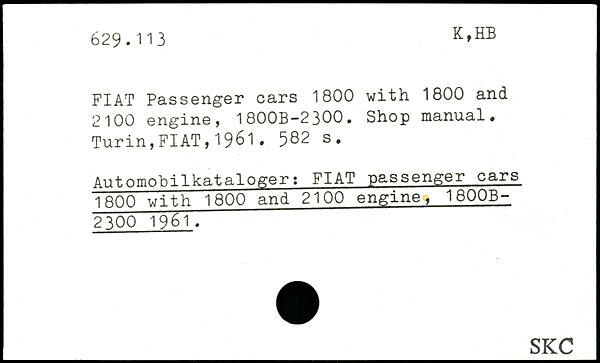 629.113
K,HB
FIAT Passenger cars 1800 with 1800 and
2100 engine, 1800B-2300. Shop manual.
Turin,FIAT,1961. 582 s.
Automobilkataloger: FIAT passenger cars
1800 with 1800 and 2100 engine, 1800B-
2300 1961.
SKC